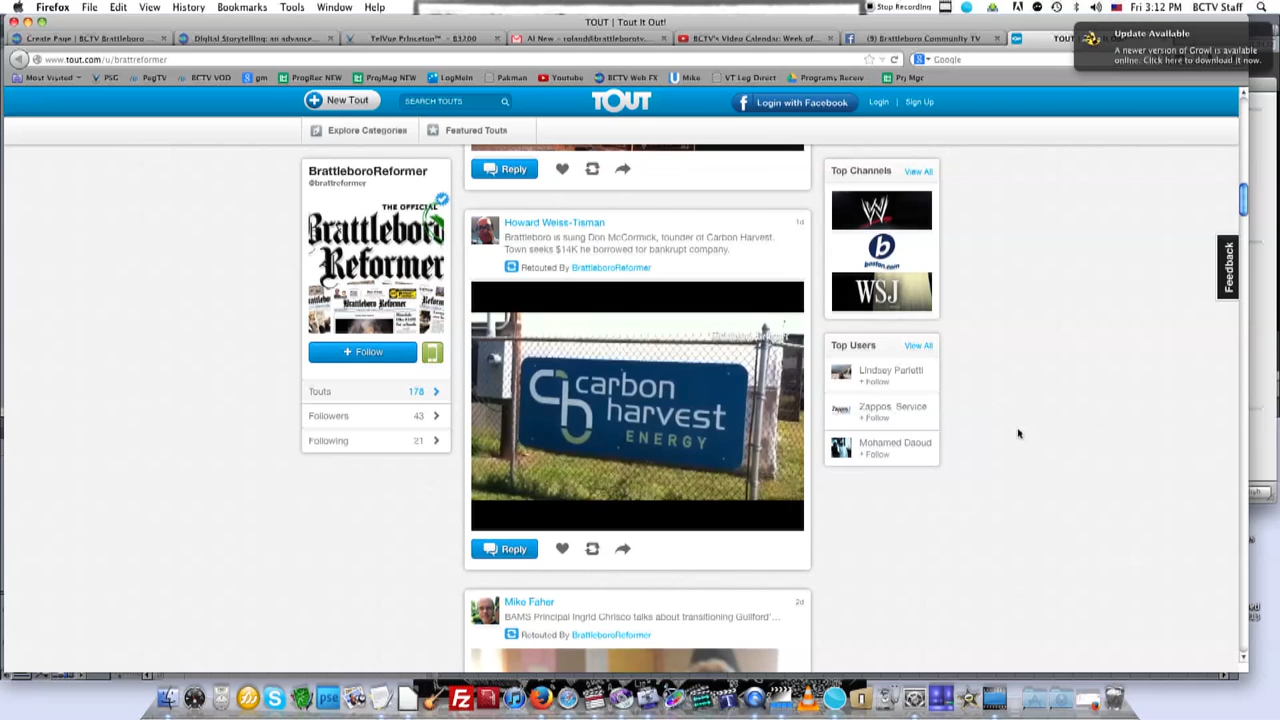 Firefox File Edit View History Bookmarks Tools Window Help
Stop Recording
Fri 3:12 PM BCTV Staff
TOUT | Tout It Out!
Create Page | BCTV Brattleboro ...
Digital Storytelling: an advance...
TelVue Princeton™ - B3200
AI New – roland@brattleborotv....
BCTV's Video Calendar: Week of...
(9) Brattleboro Community TV
TOUT
Update Available
A newer version of Growl is available
online. Click here to download it now.
www.tout.com/u/brattreformer
Google
Most Visited
PSG
PegTV
BCTV VOD
gm
ProgRec NEW
ProgMag NEW
LogMeIn
Pakman
Youtube
BCTV Web FX
Mike
VT Leg Direct
Programs Receiv
Prj Mgr
New Tout
SEARCH TOUTS
TOUT
Login with Facebook
Login | Sign Up
Explore Categories
Featured Touts
BrattleboroReformer
@brattreformer
THE OFFICIAL
Brattleboro
Reformer
+ Follow
Touts 178
Followers 43
Following 21
Reply
Howard Weiss-Tisman
1d
Brattleboro is suing Don McCormick, founder of Carbon Harvest.
Town seeks $14K he borrowed for bankrupt company.
Retouted By BrattleboroReformer
carbon
harvest
ENERGY
Reply
Mike Faher
2d
BAMS Principal Ingrid Chrisco talks about transitioning Guilford'...
Retouted By BrattleboroReformer
Top Channels View All
W
b
boston.com
WSJ
Top Users View All
Lindsey Parietti
+ Follow
Zappos Service
+ Follow
Mohamed Daoud
+ Follow
Feedback
pse
Fz